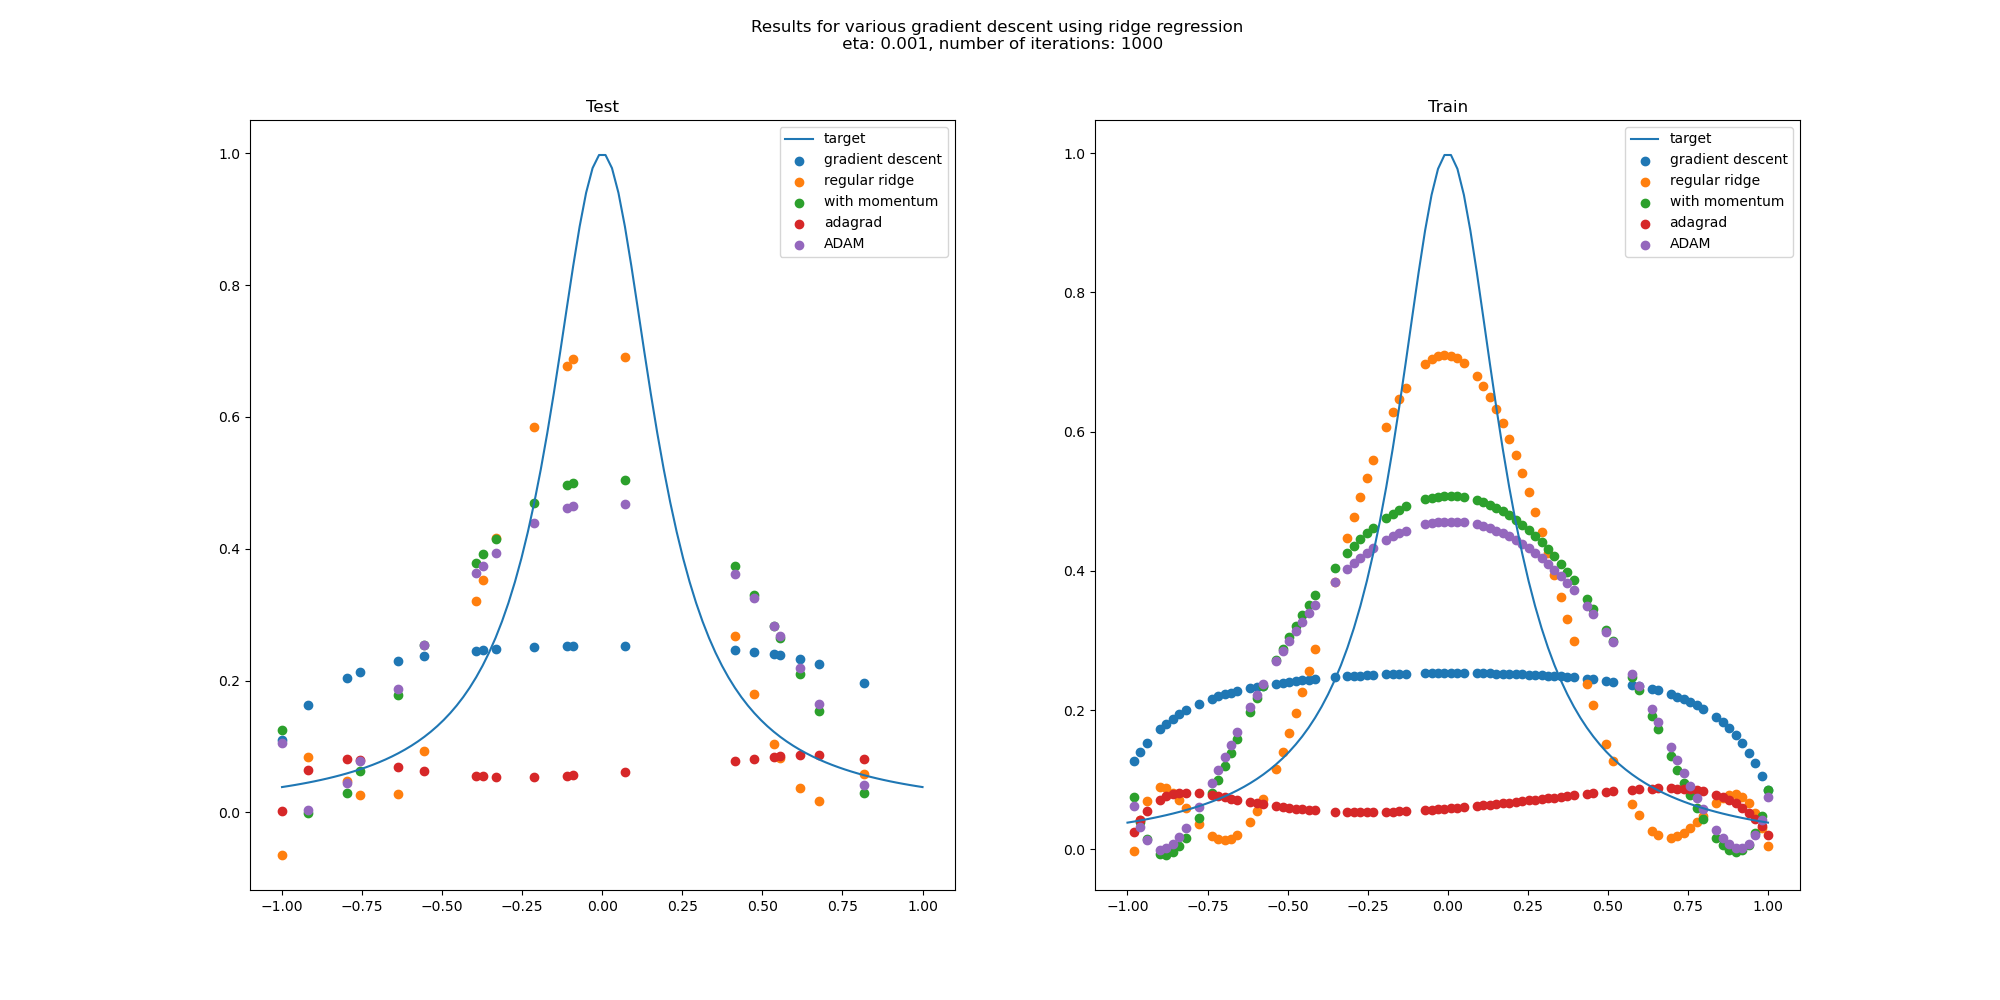 Results for various gradient descent using ridge regression
eta: 0.001, number of iterations: 1000
Test
target
gradient descent
regular ridge
with momentum
adagrad
ADAM
1.0
0.8
0.6
0.4
0.2
0.0
−1.00 −0.75 −0.50 −0.25 0.00 0.25 0.50 0.75 1.00
Train
target
gradient descent
regular ridge
with momentum
adagrad
ADAM
1.0
0.8
0.6
0.4
0.2
0.0
−1.00 −0.75 −0.50 −0.25 0.00 0.25 0.50 0.75 1.00